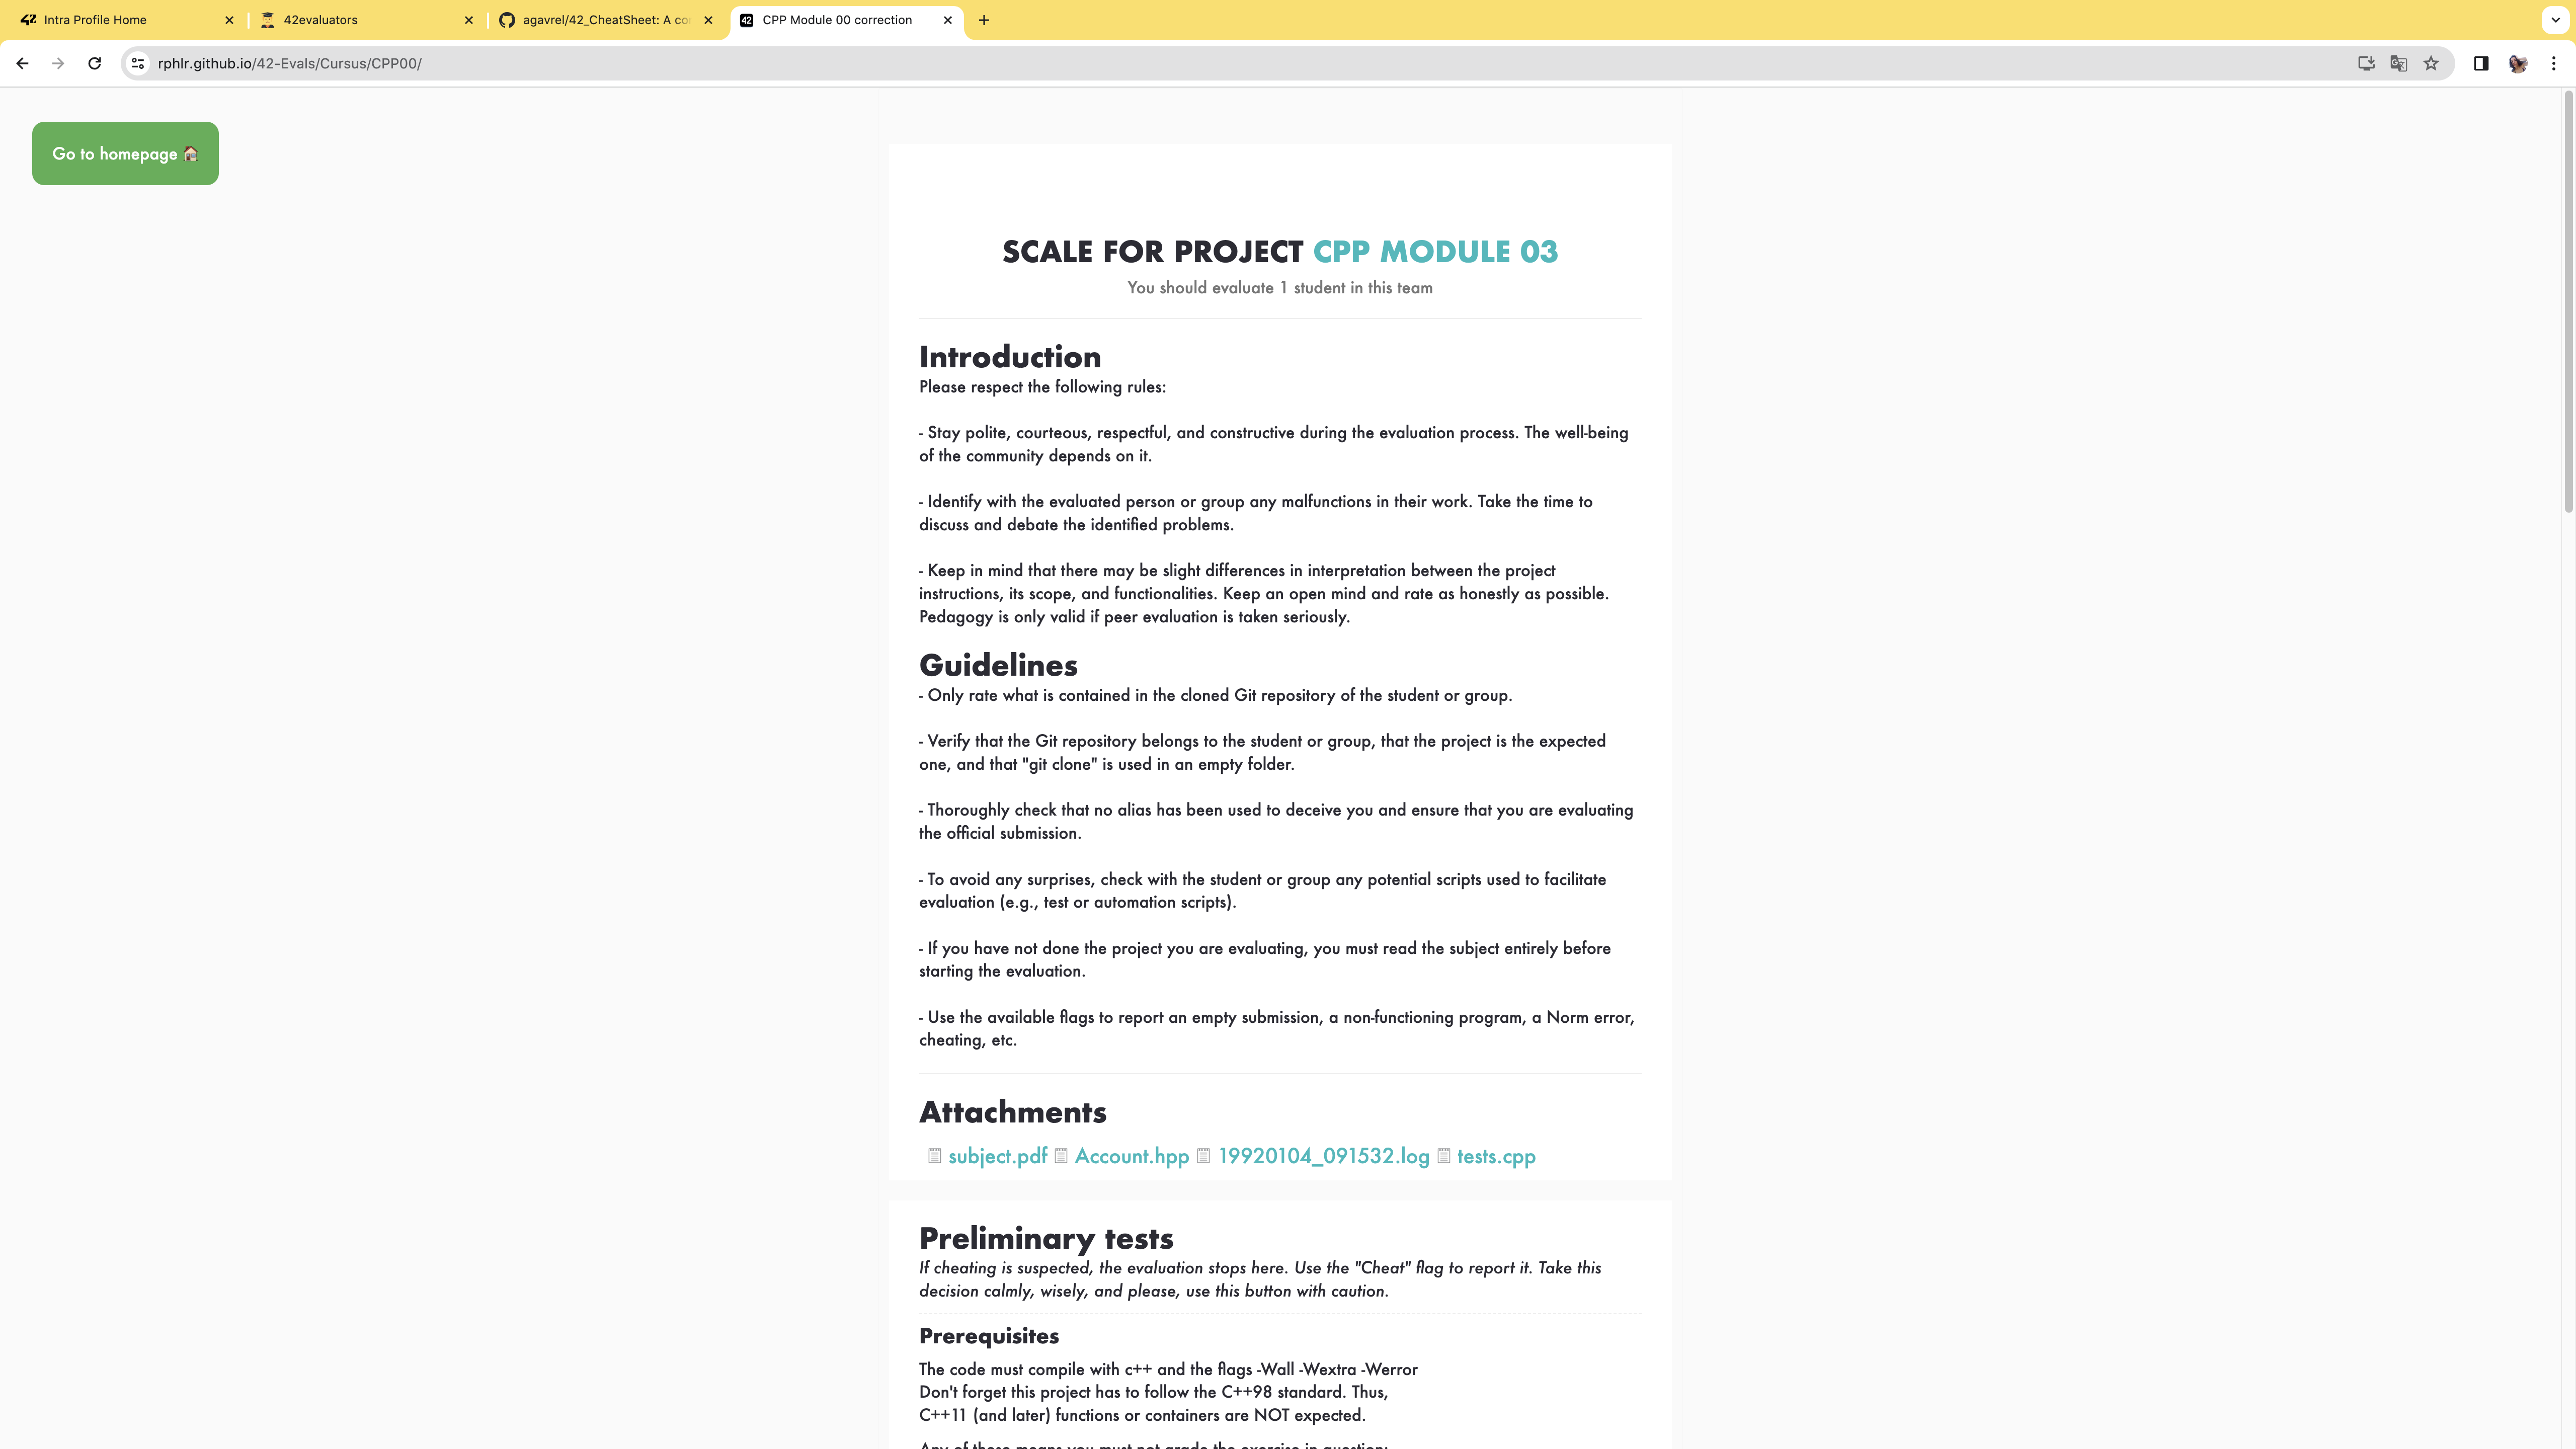 Intra Profile Home
42evaluators
agavrel/42_CheatSheet: A co
CPP Module 00 correction
rphlr.github.io/42-Evals/Cursus/CPP00/
Go to homepage
SCALE FOR PROJECT CPP MODULE 03
You should evaluate 1 student in this team
Introduction
Please respect the following rules:
- Stay polite, courteous, respectful, and constructive during the evaluation process. The well-being
of the community depends on it.
- Identify with the evaluated person or group any malfunctions in their work. Take the time to
discuss and debate the identified problems.
- Keep in mind that there may be slight differences in interpretation between the project
instructions, its scope, and functionalities. Keep an open mind and rate as honestly as possible.
Pedagogy is only valid if peer evaluation is taken seriously.
Guidelines
- Only rate what is contained in the cloned Git repository of the student or group.
- Verify that the Git repository belongs to the student or group, that the project is the expected
one, and that "git clone" is used in an empty folder.
- Thoroughly check that no alias has been used to deceive you and ensure that you are evaluating
the official submission.
- To avoid any surprises, check with the student or group any potential scripts used to facilitate
evaluation (e.g., test or automation scripts).
- If you have not done the project you are evaluating, you must read the subject entirely before
starting the evaluation.
- Use the available flags to report an empty submission, a non-functioning program, a Norm error,
cheating, etc.
Attachments
subject.pdf Account.hpp 19920104_091532.log tests.cpp
Preliminary tests
If cheating is suspected, the evaluation stops here. Use the "Cheat" flag to report it. Take this
decision calmly, wisely, and please, use this button with caution.
Prerequisites
The code must compile with c++ and the flags -Wall -Wextra -Werror
Don't forget this project has to follow the C++98 standard. Thus,
C++11 (and later) functions or containers are NOT expected.
Any of these means you must not grade the exercise in question: